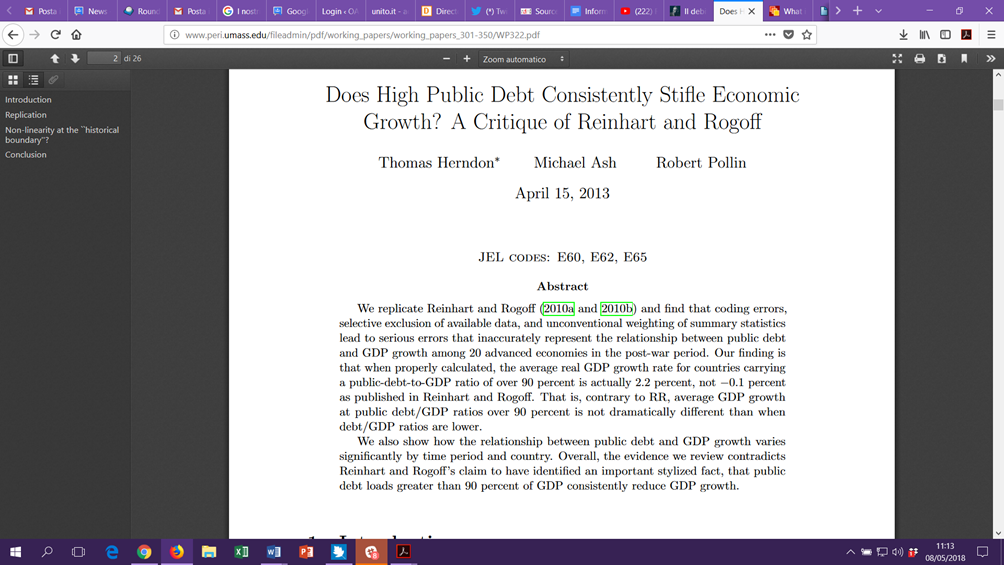 Posta
News
Roun
Posta
I nost
Googl
Login ‹ O
unito.it - a
Direct
(*) Tw
Sourc
Inform
(222)
Il deb
Does H
What
www.peri.umass.edu/fileadmin/pdf/working_papers/working_papers_301-350/WP322.pdf
2 di 26
Zoom automatico
Introduction
Replication
Non-linearity at the ``historical
boundary''?
Conclusion
Does High Public Debt Consistently Stifle Economic
Growth? A Critique of Reinhart and Rogoff
Thomas Herndon* Michael Ash Robert Pollin
April 15, 2013
JEL codes: E60, E62, E65
Abstract
We replicate Reinhart and Rogoff (2010a and 2010b) and find that coding errors,
selective exclusion of available data, and unconventional weighting of summary statistics
lead to serious errors that inaccurately represent the relationship between public debt
and GDP growth among 20 advanced economies in the post-war period. Our finding is
that when properly calculated, the average real GDP growth rate for countries carrying
a public-debt-to-GDP ratio of over 90 percent is actually 2.2 percent, not −0.1 percent
as published in Reinhart and Rogoff. That is, contrary to RR, average GDP growth
at public debt/GDP ratios over 90 percent is not dramatically different than when
debt/GDP ratios are lower.
We also show how the relationship between public debt and GDP growth varies
significantly by time period and country. Overall, the evidence we review contradicts
Reinhart and Rogoff's claim to have identified an important stylized fact, that public
debt loads greater than 90 percent of GDP consistently reduce GDP growth.
11:13
08/05/2018